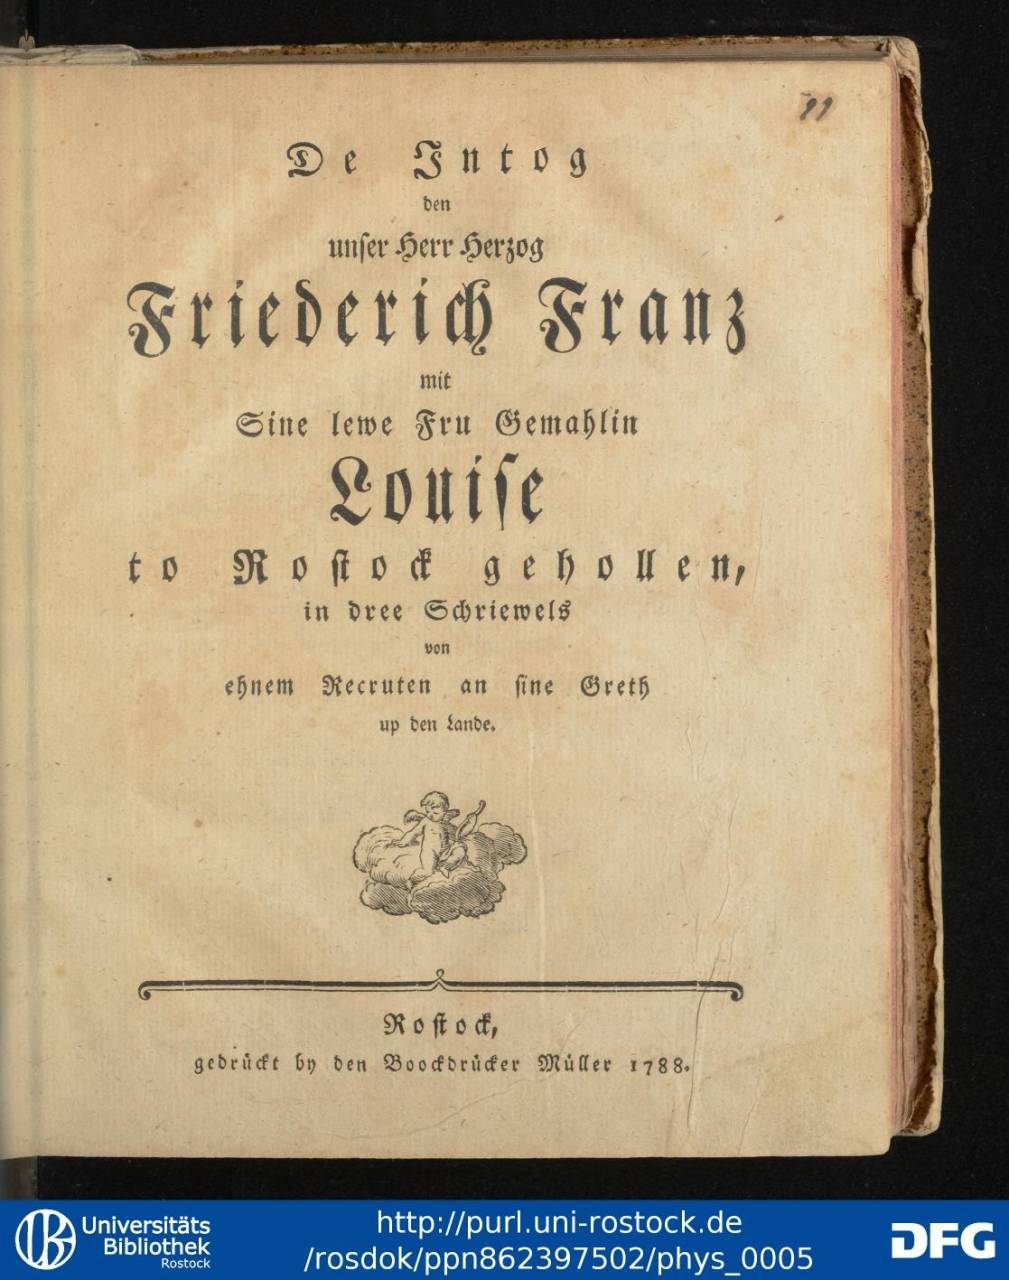 99
De Intog
den
unser Herr Herzog
Friederich Franz
mit
Sine lewe Fru Gemahlin
Louise
to Rostock gehollen,
in dree Schriewels
von
ehnem Recruten an sine Greth
up den Lande.
Rostock,
gedrückt by den Boockdrücker Müller 1788.
Universitäts
Bibliothek
Rostock
http://purl.uni-rostock.de
/rosdok/ppn862397502/phys_0005
DFG